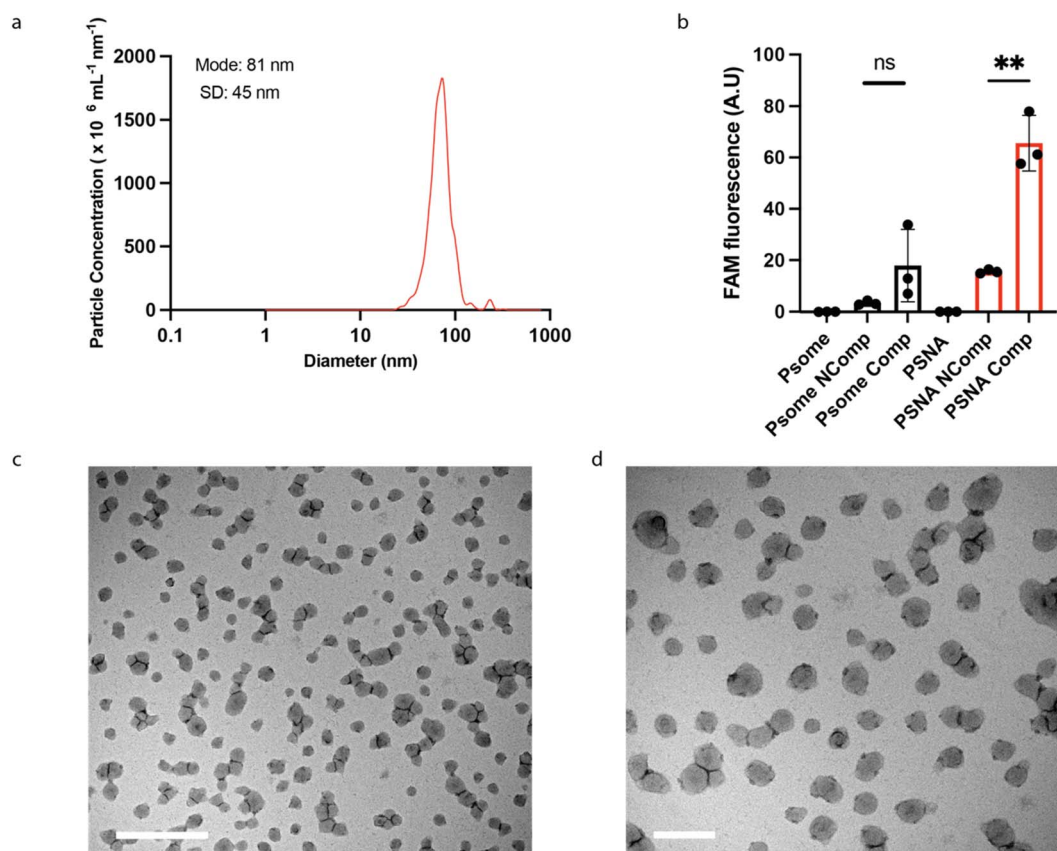 a
Mode: 81 nm
SD: 45 nm
Particle Concentration ( x 10 6 mL-1 nm-1)
2000
1500
1000
500
0
0.1 1 10 100 1000
Diameter (nm)
b
ns
**
FAM fluorescence (A.U)
100
80
60
40
20
0
Psome
Psome NComp
Psome Comp
PSNA
PSNA NComp
PSNA Comp
c
d